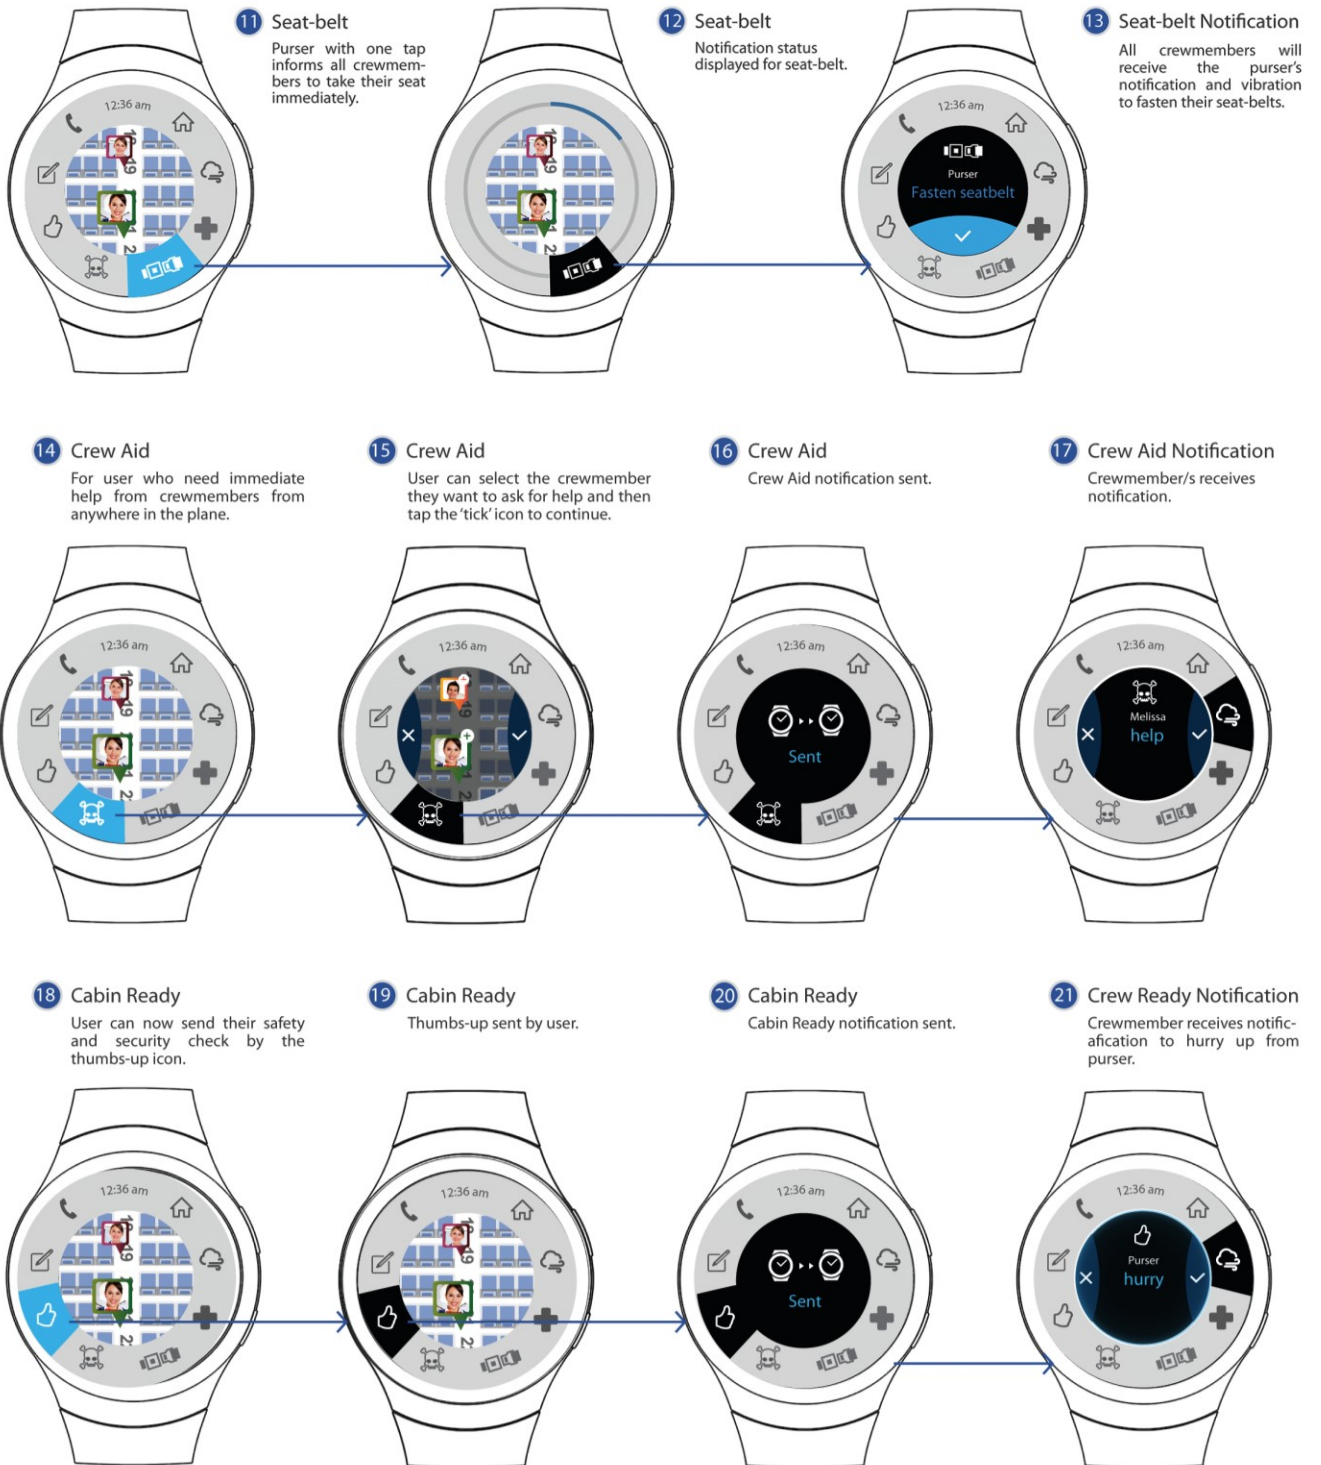 11 Seat-belt
Purser with one tap
informs all crewmem-
bers to take their seat
immediately.
12 Seat-belt
Notification status
displayed for seat-belt.
13 Seat-belt Notification
All crewmembers will
receive the purser's
notification and vibration
to fasten their seat-belts.
12:36 am
19
12:36 am
Purser
Fasten seatbelt
19
14 Crew Aid
For user who need immediate
help from crewmembers from
anywhere in the plane.
15 Crew Aid
User can select the crewmember
they want to ask for help and then
tap the 'tick' icon to continue.
16 Crew Aid
Crew Aid notification sent.
17 Crew Aid Notification
Crewmember/s receives
notification.
12:36 am
19
12:36 am
19
12:36 am
Sent
12:36 am
Melissa
help
18 Cabin Ready
User can now send their safety
and security check by the
thumbs-up icon.
19 Cabin Ready
Thumbs-up sent by user.
20 Cabin Ready
Cabin Ready notification sent.
21 Crew Ready Notification
Crewmember receives notific-
afication to hurry up from
purser.
12:36 am
19
12:36 am
19
12:36 am
Sent
12:36 am
Purser
hurry